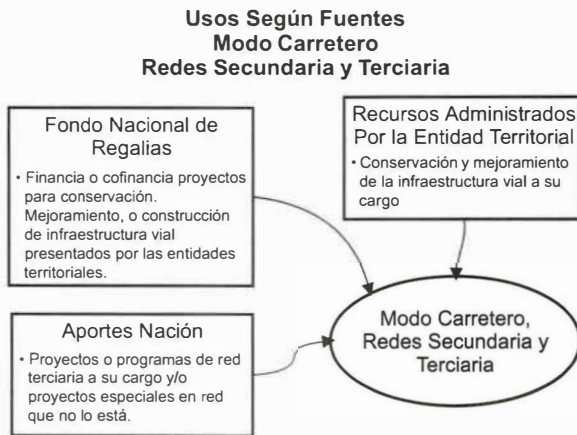 Usos Según Fuentes
Modo Carretero
Redes Secundaria y Terciaria
Fondo Nacional de
Regalias
• Financia o cofinancia proyectos
para conservación.
Mejoramiento, o construcción
de infraestructura vial
presentados por las entidades
territoriales.
Recursos Administrados
Por la Entidad Territorial
• Conservación y mejoramiento
de la infraestructura vial a su
cargo
Aportes Nación
• Proyectos o programas de red
terciaria a su cargo y/o
proyectos especiales en red
que no lo está.
Modo Carretero,
Redes Secundaria y
Terciaria